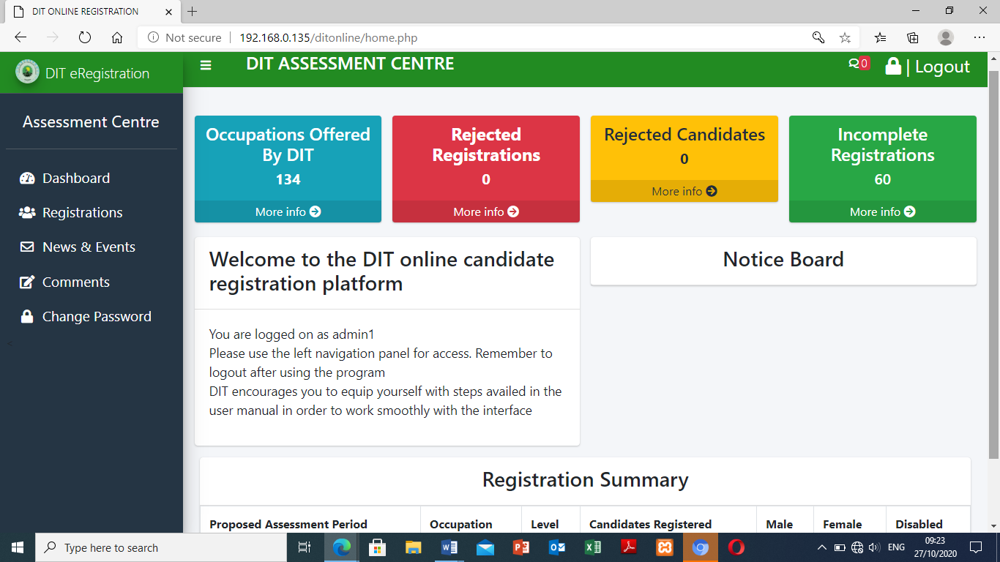 DIT ONLINE REGISTRATION
Not secure
192.168.0.135/ditonline/home.php
DIT eRegistration
DIT ASSESSMENT CENTRE
0
| Logout
Assessment Centre
Dashboard
Registrations
News & Events
Comments
Change Password
<
Occupations Offered
By DIT
134
More info
Rejected
Registrations
0
More info
Rejected Candidates
0
More info
Incomplete
Registrations
60
More info
Welcome to the DIT online candidate
registration platform
You are logged on as admin1
Please use the left navigation panel for access. Remember to
logout after using the program
DIT encourages you to equip yourself with steps availed in the
user manual in order to work smoothly with the interface
Notice Board
Registration Summary
Proposed Assessment Period Occupation Level Candidates Registered Male Female Disabled
Type here to search
ENG
09:23
27/10/2020